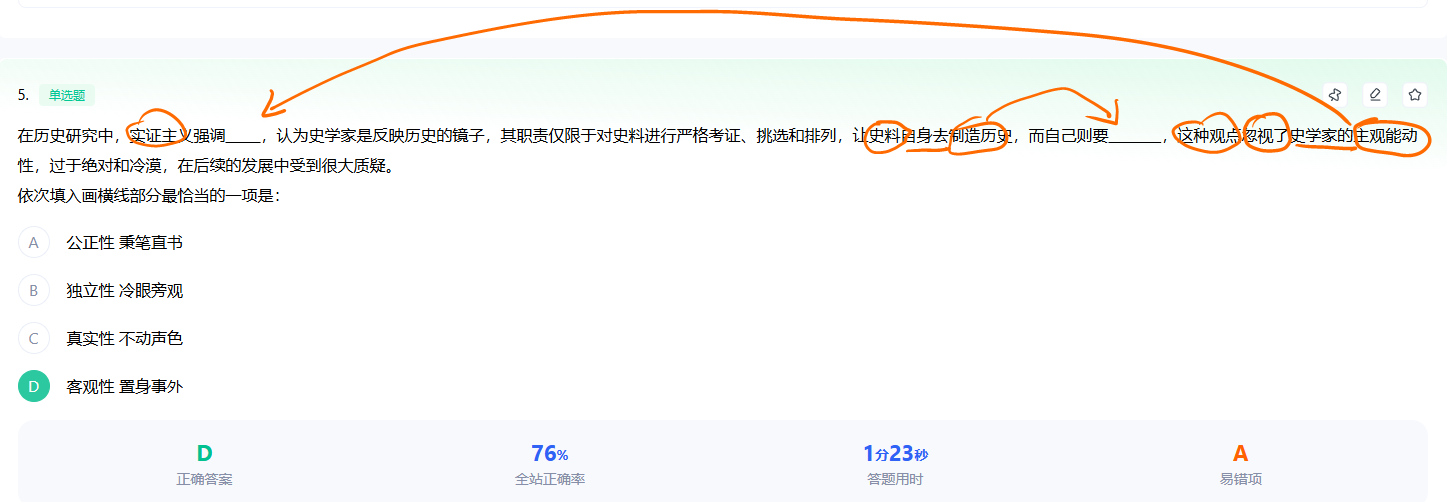 5. 单选题
在历史研究中，实证主义强调_____，认为史学家是反映历史的镜子，其职责仅限于对史料进行严格考证、挑选和排列，让史料自身去制造历史，而自己则要_______，这种观点忽视了史学家的主观能动
性，过于绝对和冷漠，在后续的发展中受到很大质疑。
依次填入画横线部分最恰当的一项是：
A 公正性 秉笔直书
B 独立性 冷眼旁观
C 真实性 不动声色
D 客观性 置身事外
D 76% 1分23秒 A
正确答案 全站正确率 答题用时 易错项